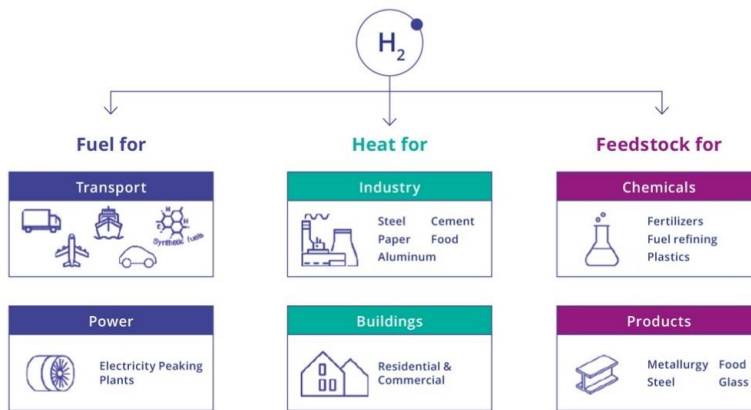 H2
Fuel for
Heat for
Feedstock for
Transport
Synthetic fuels
Industry
Steel Cement
Paper Food
Aluminum
Chemicals
Fertilizers
Fuel refining
Plastics
Power
Electricity Peaking
Plants
Buildings
Residential &
Commercial
Products
Metallurgy Food
Steel Glass